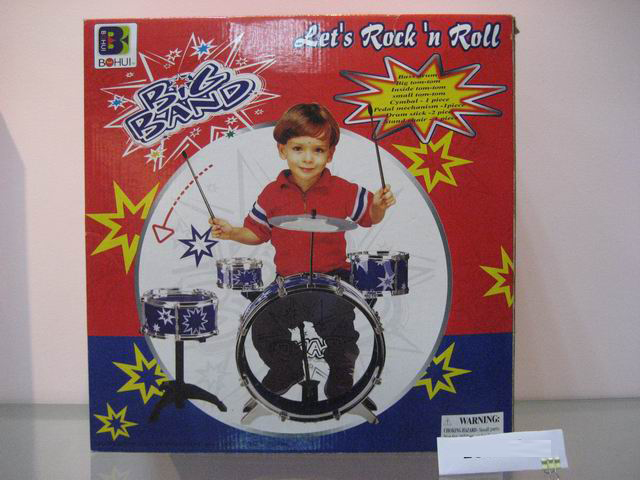 BOHUI
BOHUI
Let's Rock 'n Roll
BIG
BAND
Bass drum
Big tom-tom
Inside tom-tom
small tom-tom
Cymbal - 1 piece
Pedal mechanism -1piece
Drum stick -2
WARNING:
CHOKING HAZARD- Small parts